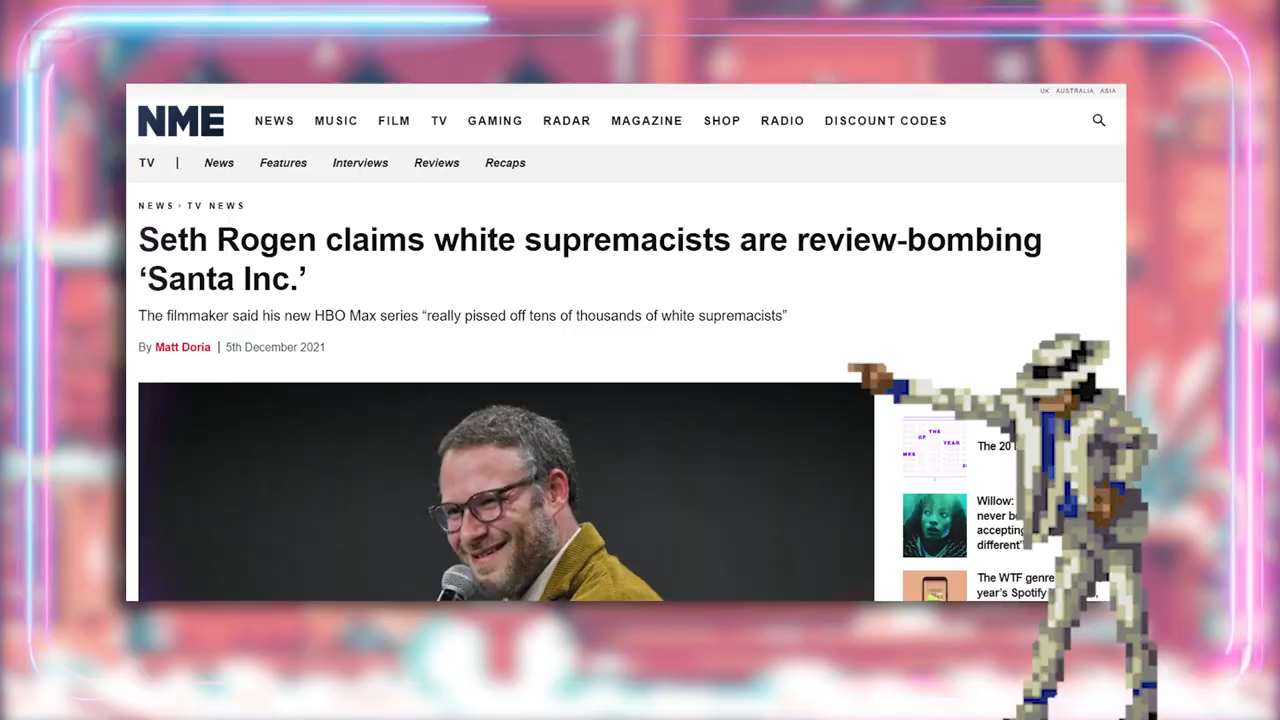 UK AUSTRALIA ASIA
NME NEWS MUSIC FILM TV GAMING RADAR MAGAZINE SHOP RADIO DISCOUNT CODES
TV | News Features Interviews Reviews Recaps
NEWS › TV NEWS
Seth Rogen claims white supremacists are review-bombing
‘Santa Inc.’
The filmmaker said his new HBO Max series “really pissed off tens of thousands of white supremacists”
By Matt Doria | 5th December 2021
THE
OF
YEAR
The 20
Willow:
never
accepting
different”
The WTF genre
year’s Spotify